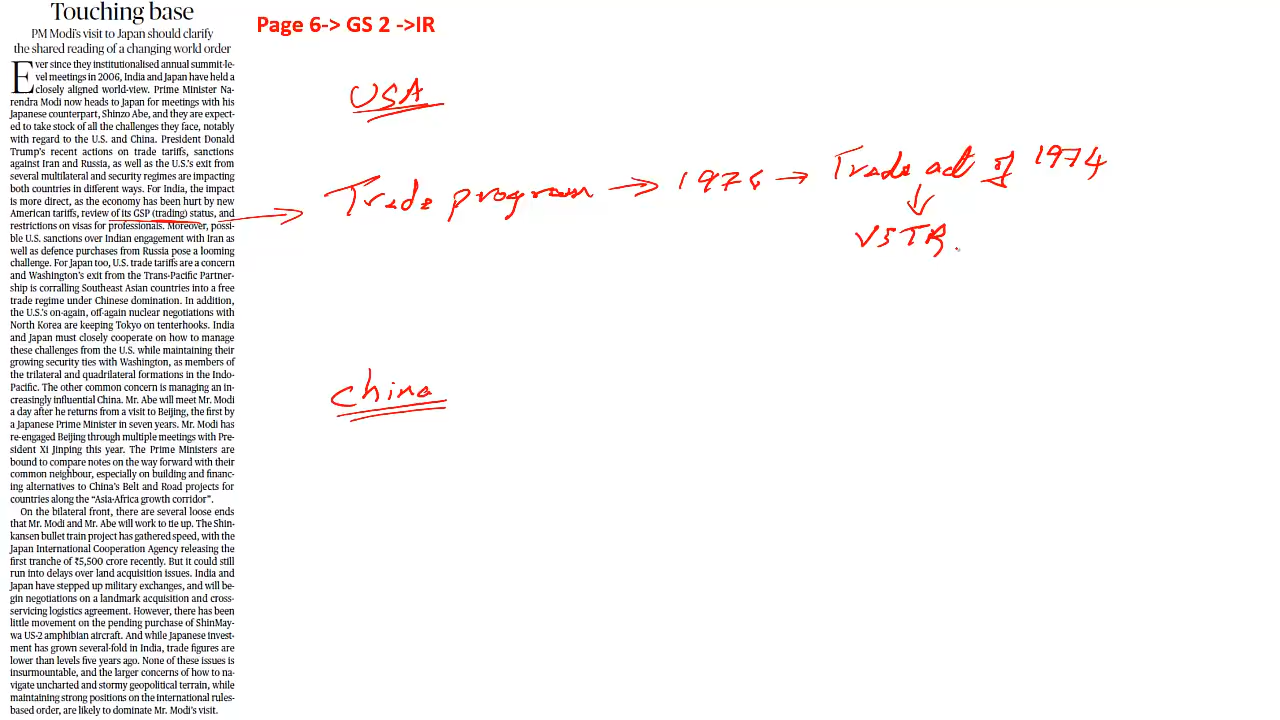 Touching base
PM Modi's visit to Japan should clarify
the shared reading of a changing world order
Ever since they institutionalised annual summit-le-
vel meetings in 2006, India and Japan have held a
closely aligned world-view. Prime Minister Na-
rendra Modi now heads to Japan for meetings with his
Japanese counterpart, Shinzo Abe, and they are expect-
ed to take stock of all the challenges they face, notably
with regard to the U.S. and China. President Donald
Trump's recent actions on trade tariffs, sanctions
against Iran and Russia, as well as the U.S.'s exit from
several multilateral and security regimes are impacting
both countries in different ways. For India, the impact
is more direct, as the economy has been hurt by new
American tariffs, review of its GSP (trading) status, and
restrictions on visas for professionals. Moreover, possi-
ble U.S. sanctions over Indian engagement with Iran as
well as defence purchases from Russia pose a looming
challenge. For Japan too, U.S. trade tariffs are a concern
and Washington's exit from the Trans-Pacific Partner-
ship is corralling Southeast Asian countries into a free
trade regime under Chinese domination. In addition,
the U.S.'s on-again, off-again nuclear negotiations with
North Korea are keeping Tokyo on tenterhooks. India
and Japan must closely cooperate on how to manage
these challenges from the U.S. while maintaining their
growing security ties with Washington, as members of
the trilateral and quadrilateral formations in the Indo-
Pacific. The other common concern is managing an in-
creasingly influential China. Mr. Abe will meet Mr. Modi
a day after he returns from a visit to Beijing, the first by
a Japanese Prime Minister in seven years. Mr. Modi has
re-engaged Beijing through multiple meetings with Pre-
sident Xi Jinping this year. The Prime Ministers are
bound to compare notes on the way forward with their
common neighbour, especially on building and financ-
ing alternatives to China's Belt and Road projects for
countries along the "Asia-Africa growth corridor".
On the bilateral front, there are several loose ends
that Mr. Modi and Mr. Abe will work to tie up. The Shin-
kansen bullet train project has gathered speed, with the
Japan International Cooperation Agency releasing the
first tranche of ₹5,500 crore recently. But it could still
run into delays over land acquisition issues. India and
Japan have stepped up military exchanges, and will be-
gin negotiations on a landmark acquisition and cross-
servicing logistics agreement. However, there has been
little movement on the pending purchase of ShinMay-
wa US-2 amphibian aircraft. And while Japanese invest-
ment has grown several-fold in India, trade figures are
lower than levels five years ago. None of these issues is
insurmountable, and the larger concerns of how to na-
vigate uncharted and stormy geopolitical terrain, while
maintaining strong positions on the international rules-
based order, are likely to dominate Mr. Modi's visit.
Page 6-> GS 2 ->IR
USA
Trade program → → Trade act of 1974
USTR
China